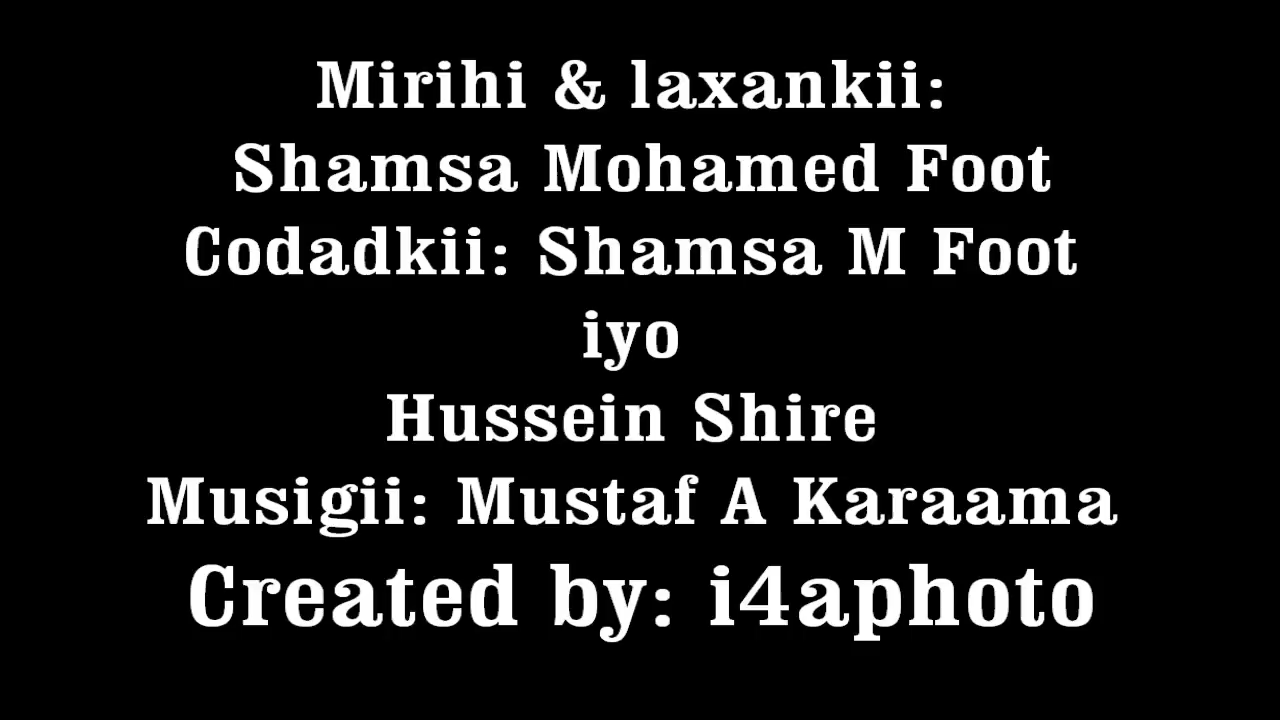 Mirihi & laxankii:
Shamsa Mohamed Foot
Codadkii: Shamsa M Foot
iyo
Hussein Shire
Musigii: Mustaf A Karaama
Created by: i4aphoto